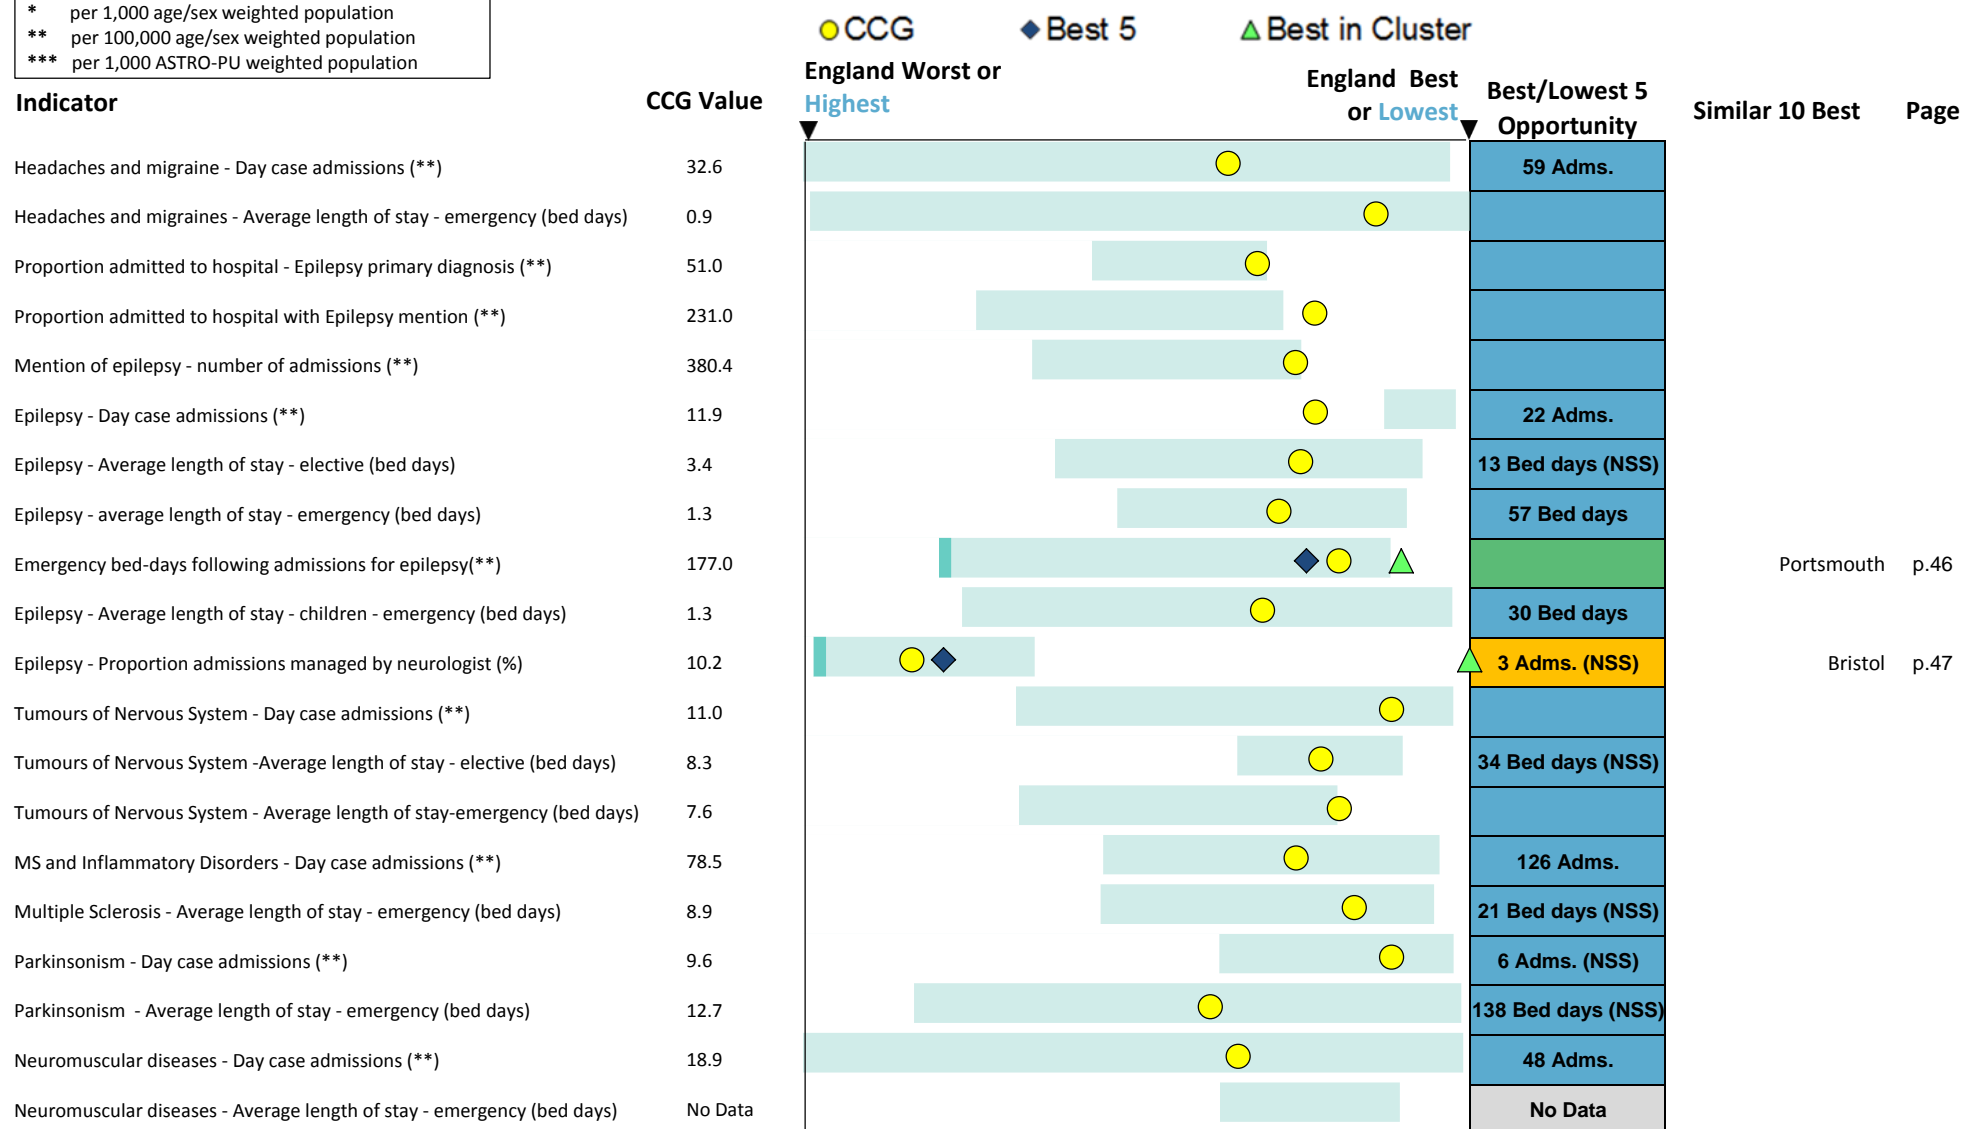 * per 1,000 age/sex weighted population
** per 100,000 age/sex weighted population
*** per 1,000 ASTRO-PU weighted population
CCG Best 5 Best in Cluster
Indicator CCG Value England Worst or Highest England Best or Lowest Best/Lowest 5 Opportunity Similar 10 Best Page
Headaches and migraine - Day case admissions (**) 32.6 59 Adms.
Headaches and migraines - Average length of stay - emergency (bed days) 0.9
Proportion admitted to hospital - Epilepsy primary diagnosis (**) 51.0
Proportion admitted to hospital with Epilepsy mention (**) 231.0
Mention of epilepsy - number of admissions (**) 380.4
Epilepsy - Day case admissions (**) 11.9 22 Adms.
Epilepsy - Average length of stay - elective (bed days) 3.4 13 Bed days (NSS)
Epilepsy - average length of stay - emergency (bed days) 1.3 57 Bed days
Emergency bed-days following admissions for epilepsy(**) 177.0 Portsmouth p.46
Epilepsy - Average length of stay - children - emergency (bed days) 1.3 30 Bed days
Epilepsy - Proportion admissions managed by neurologist (%) 10.2 3 Adms. (NSS) Bristol p.47
Tumours of Nervous System - Day case admissions (**) 11.0
Tumours of Nervous System -Average length of stay - elective (bed days) 8.3 34 Bed days (NSS)
Tumours of Nervous System - Average length of stay-emergency (bed days) 7.6
MS and Inflammatory Disorders - Day case admissions (**) 78.5 126 Adms.
Multiple Sclerosis - Average length of stay - emergency (bed days) 8.9 21 Bed days (NSS)
Parkinsonism - Day case admissions (**) 9.6 6 Adms. (NSS)
Parkinsonism - Average length of stay - emergency (bed days) 12.7 138 Bed days (NSS)
Neuromuscular diseases - Day case admissions (**) 18.9 48 Adms.
Neuromuscular diseases - Average length of stay - emergency (bed days) No Data No Data